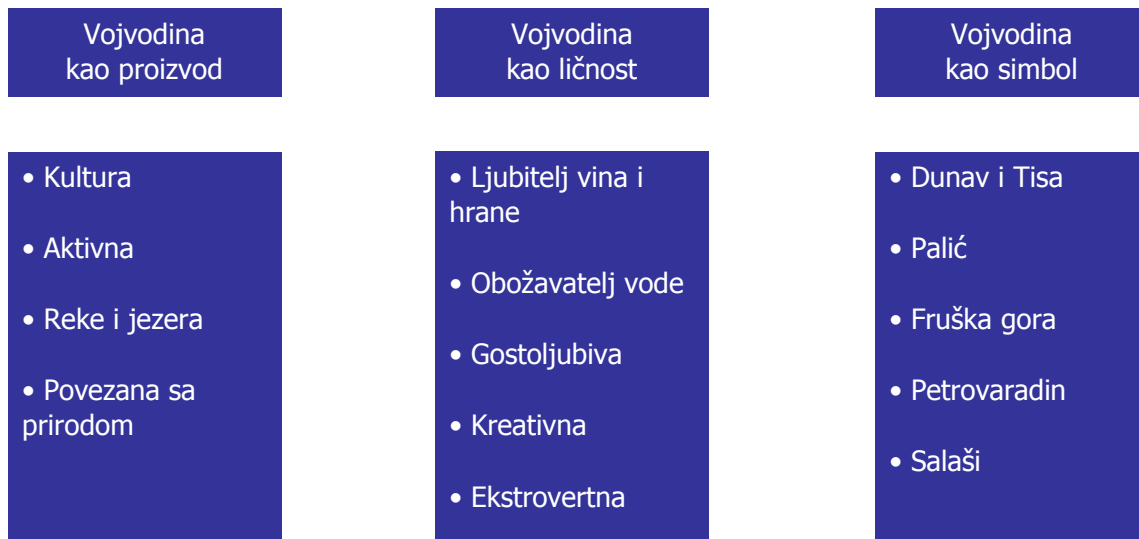 Vojvodina
kao proizvod
• Kultura
• Aktivna
• Reke i jezera
• Povezana sa
prirodom
Vojvodina
kao ličnost
• Ljubitelj vina i
hrane
• Obožavatelj vode
• Gostoljubiva
• Kreativna
• Ekstrovertna
Vojvodina
kao simbol
• Dunav i Tisa
• Palić
• Fruška gora
• Petrovaradin
• Salaši